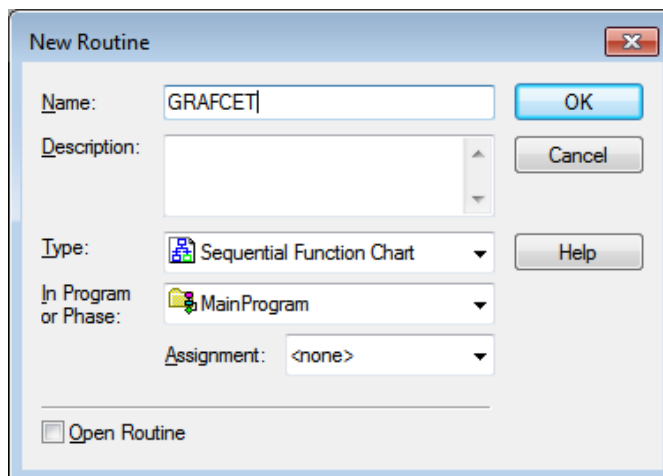 New Routine
Name: GRAFCET OK
Description: Cancel
Type: Sequential Function Chart Help
In Program
or Phase: MainProgram
Assignment: <none>
Open Routine